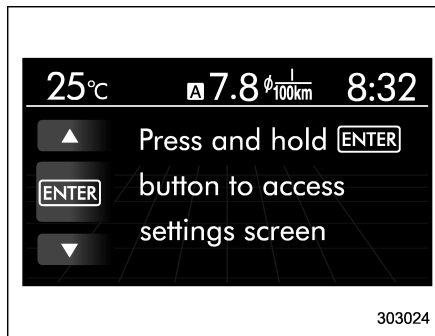 25°C A 7.8 ⌀ l/100km 8:32
Press and hold ENTER
ENTER button to access
settings screen
303024